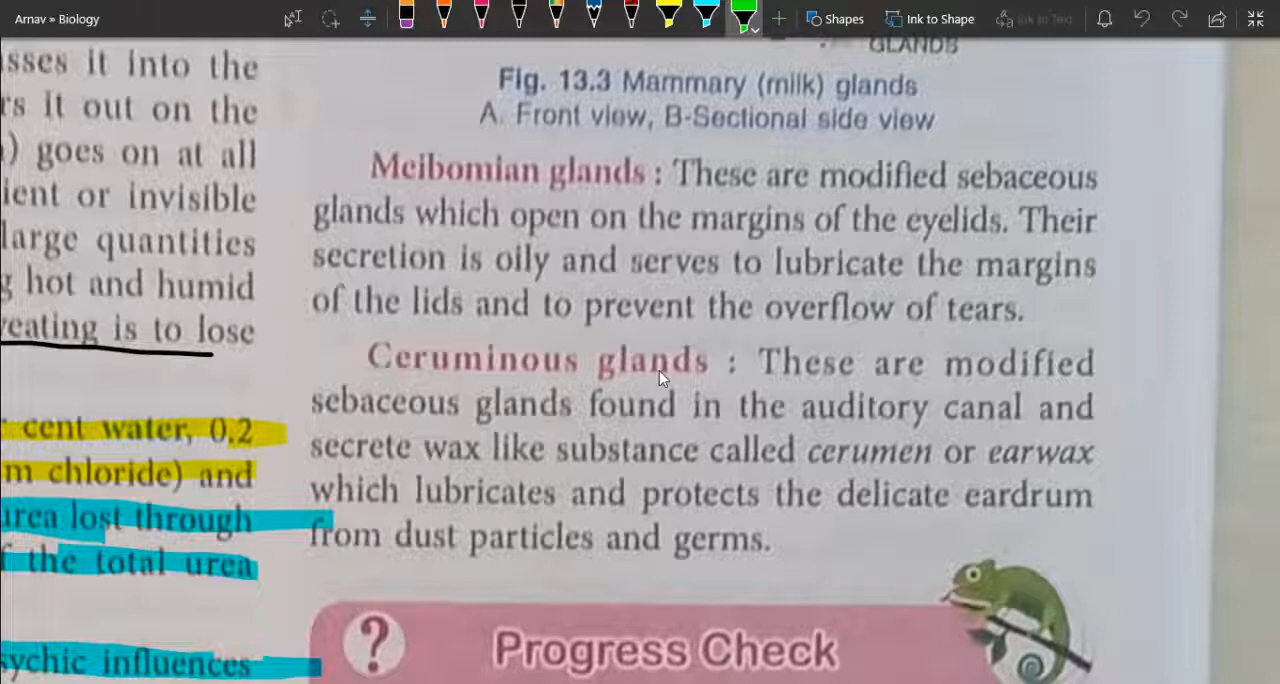 Arnav » Biology
Shapes
Ink to Shape
Ink to Text
GLANDS
Fig. 13.3 Mammary (milk) glands
A. Front view, B-Sectional side view
it into the
it out on the
) goes on at all
or invisible
large quantities
hot and humid
is to lose
cent water, 0.2
chloride) and
lost through
the total urea
influences
Meibomian glands : These are modified sebaceous
glands which open on the margins of the eyelids. Their
secretion is oily and serves to lubricate the margins
of the lids and to prevent the overflow of tears.
Ceruminous glands : These are modified
sebaceous glands found in the auditory canal and
secrete wax like substance called cerumen or earwax
which lubricates and protects the delicate eardrum
from dust particles and germs.
? Progress Check